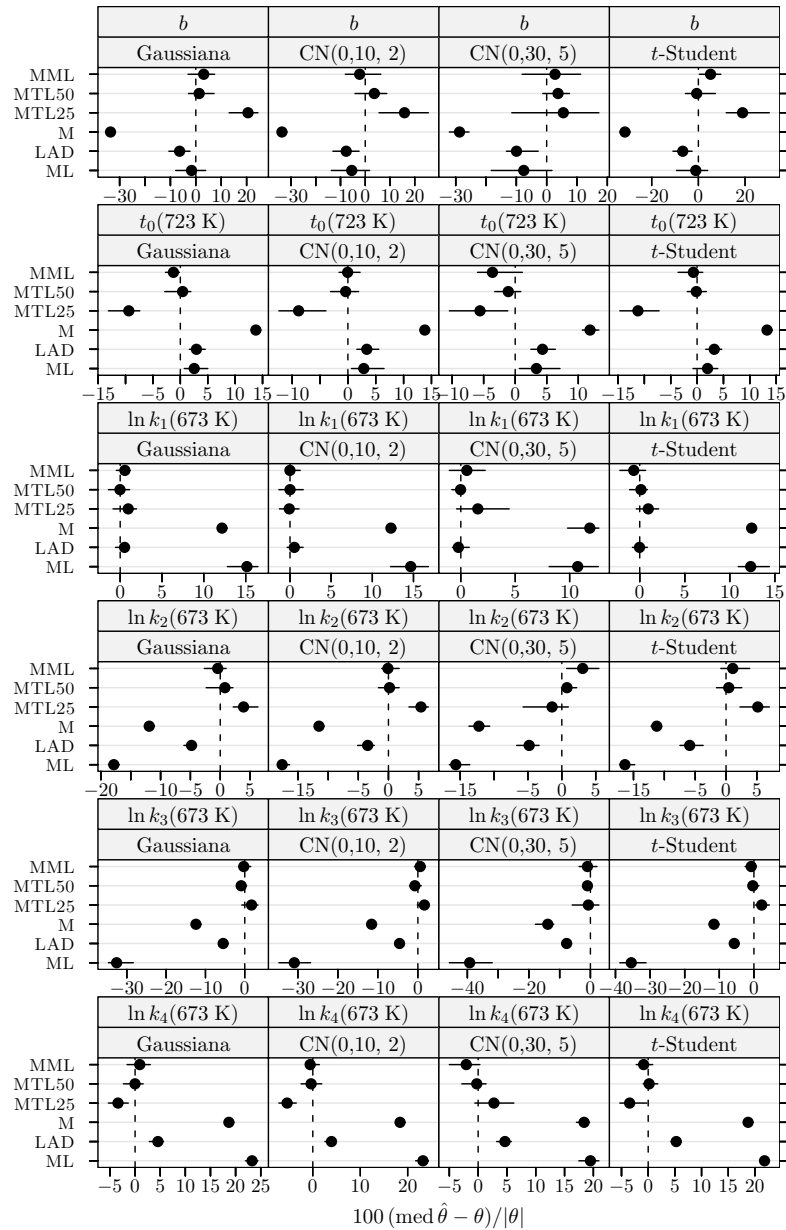 b b b b
Gaussiana CN(0,10, 2) CN(0,30, 5) t-Student
MML
MTL50
MTL25
M
LAD
ML
−30 −10 0 10 20 −30 −10 0 10 20 −30 −20 −10 0 10 20 −20 0 20
t₀(723 K) t₀(723 K) t₀(723 K) t₀(723 K)
Gaussiana CN(0,10, 2) CN(0,30, 5) t-Student
MML
MTL50
MTL25
M
LAD
ML
−15 −5 0 5 10 15 −10 0 5 10 15 −10 −5 0 5 10 −15 −5 0 5 10 15
ln k₁(673 K) ln k₁(673 K) ln k₁(673 K) ln k₁(673 K)
Gaussiana CN(0,10, 2) CN(0,30, 5) t-Student
MML
MTL50
MTL25
M
LAD
ML
0 5 10 15 0 5 10 15 0 5 10 0 5 10 15
ln k₂(673 K) ln k₂(673 K) ln k₂(673 K) ln k₂(673 K)
Gaussiana CN(0,10, 2) CN(0,30, 5) t-Student
MML
MTL50
MTL25
M
LAD
ML
−20 −10 −5 0 5 −15 −5 0 5 −15 −10 −5 0 5 −15 −5 0 5
ln k₃(673 K) ln k₃(673 K) ln k₃(673 K) ln k₃(673 K)
Gaussiana CN(0,10, 2) CN(0,30, 5) t-Student
MML
MTL50
MTL25
M
LAD
ML
−30 −20 −10 0 −30 −20 −10 0 −40 −20 0 −40 −30 −20 −10 0
ln k₄(673 K) ln k₄(673 K) ln k₄(673 K) ln k₄(673 K)
Gaussiana CN(0,10, 2) CN(0,30, 5) t-Student
MML
MTL50
MTL25
M
LAD
ML
−5 0 5 10 15 20 25 −5 0 5 10 20 −5 0 5 10 15 20 −5 0 5 10 20
100 (med θ̂ − θ)/|θ|